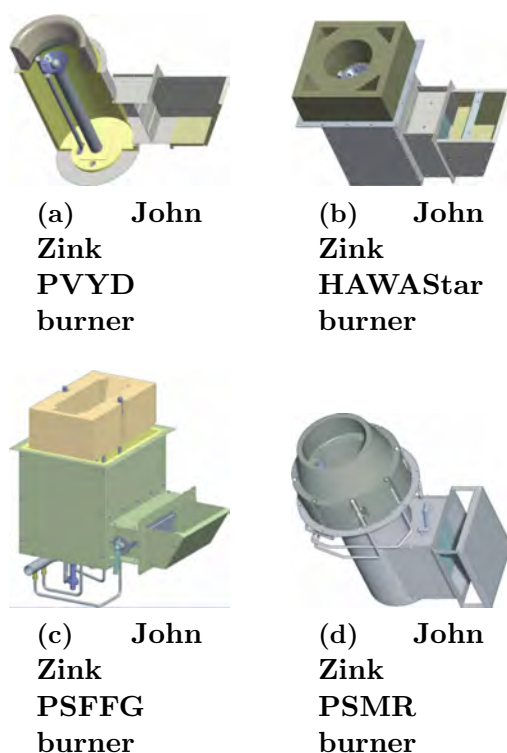 (a) John
Zink
PVYD
burner
(b) John
Zink
HAWAStar
burner
(c) John
Zink
PSFFG
burner
(d) John
Zink
PSMR
burner